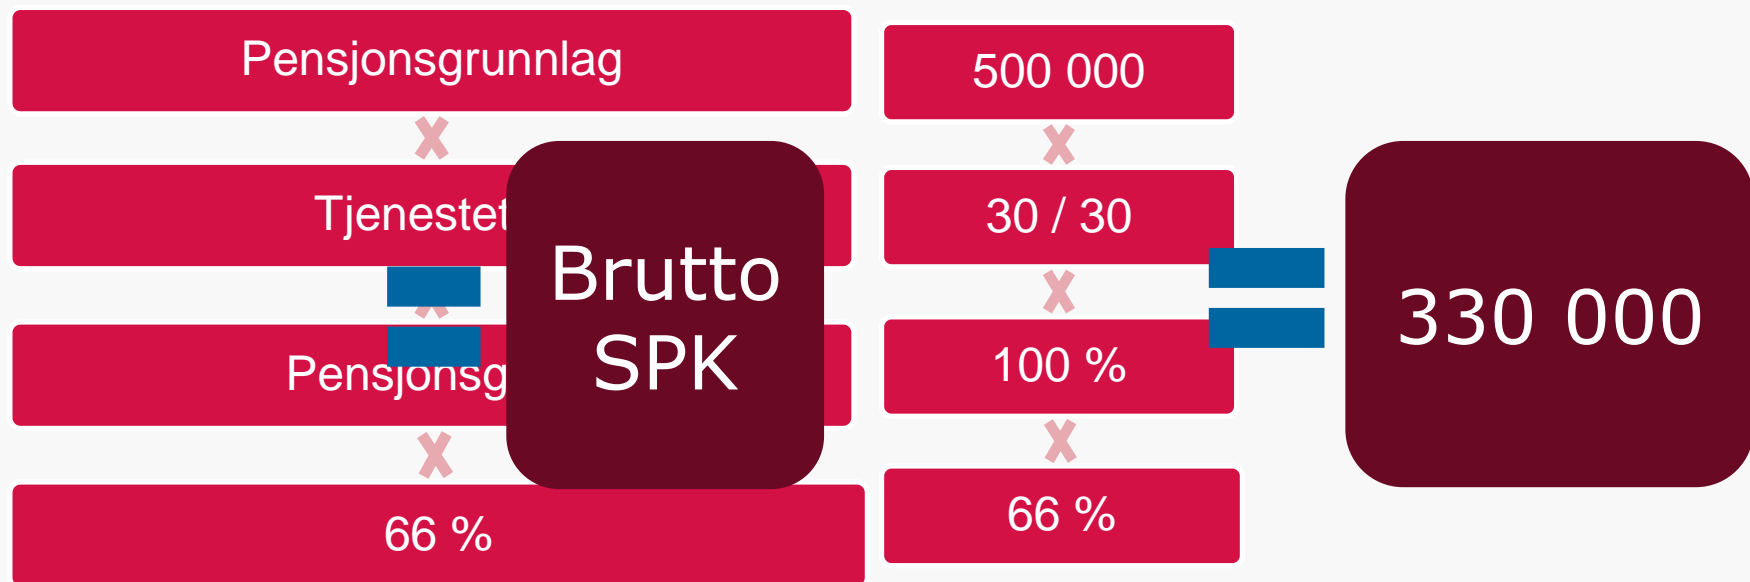 Pensjonsgrunnlag
Tjenestet
Pensjonsg
66 %
Brutto
SPK
500 000
30 / 30
100 %
66 %
330 000